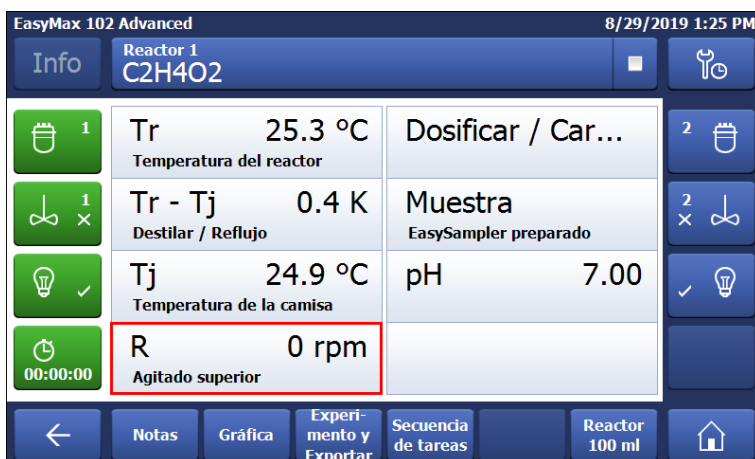 EasyMax 102 Advanced 8/29/2019 1:25 PM
Info
Reactor 1
C2H4O2
1
Tr 25.3 °C
Temperatura del reactor
Dosificar / Car...
2
1
Tr - Tj 0.4 K
Destilar / Reflujo
Muestra
EasySampler preparado
2
Tj 24.9 °C
Temperatura de la camisa
pH 7.00
00:00:00
R 0 rpm
Agitado superior
Notas
Gráfica
Experi-
mento y
Exportar
Secuencia
de tareas
Reactor
100 ml